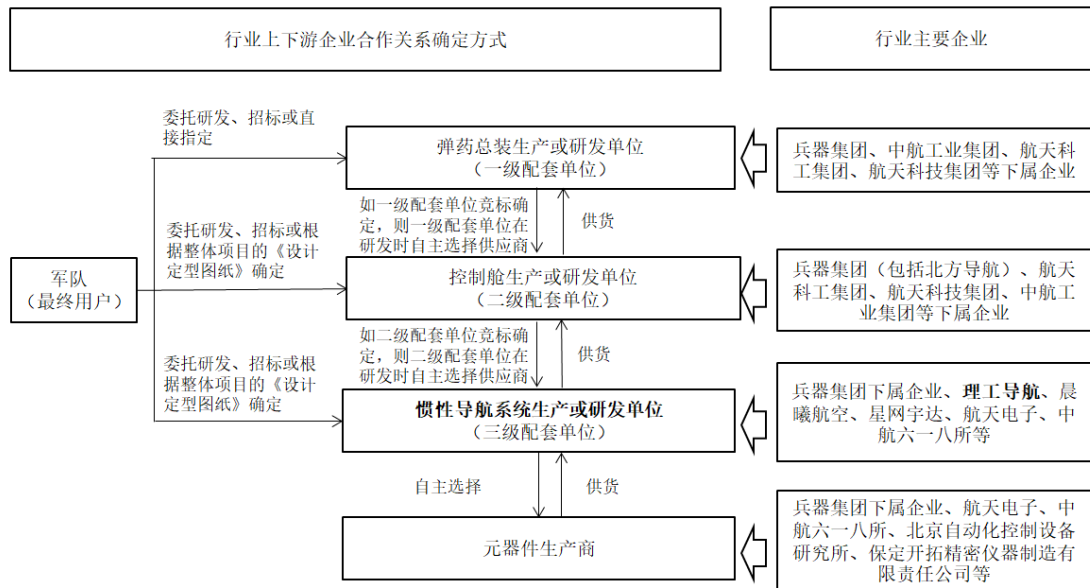 行业上下游企业合作关系确定方式
行业主要企业
委托研发、招标或直
接指定
弹药总装生产或研发单位
（一级配套单位）
兵器集团、中航工业集团、航天科
工集团、航天科技集团等下属企业
如一级配套单位竞标确
定，则一级配套单位在
研发时自主选择供应商
供货
委托研发、招标或根
据整体项目的《设计
定型图纸》确定
军队
（最终用户）
控制舱生产或研发单位
（二级配套单位）
兵器集团（包括北方导航）、航天
科工集团、航天科技集团、中航工
业集团等下属企业
如二级配套单位竞标确
定，则二级配套单位在
研发时自主选择供应商
供货
委托研发、招标或根
据整体项目的《设计
定型图纸》确定
惯性导航系统生产或研发单位
（三级配套单位）
兵器集团下属企业、理工导航、晨
曦航空、星网宇达、航天电子、中
航六一八所等
自主选择
供货
元器件生产商
兵器集团下属企业、航天电子、中
航六一八所、北京自动化控制设备
研究所、保定开拓精密仪器制造有
限责任公司等